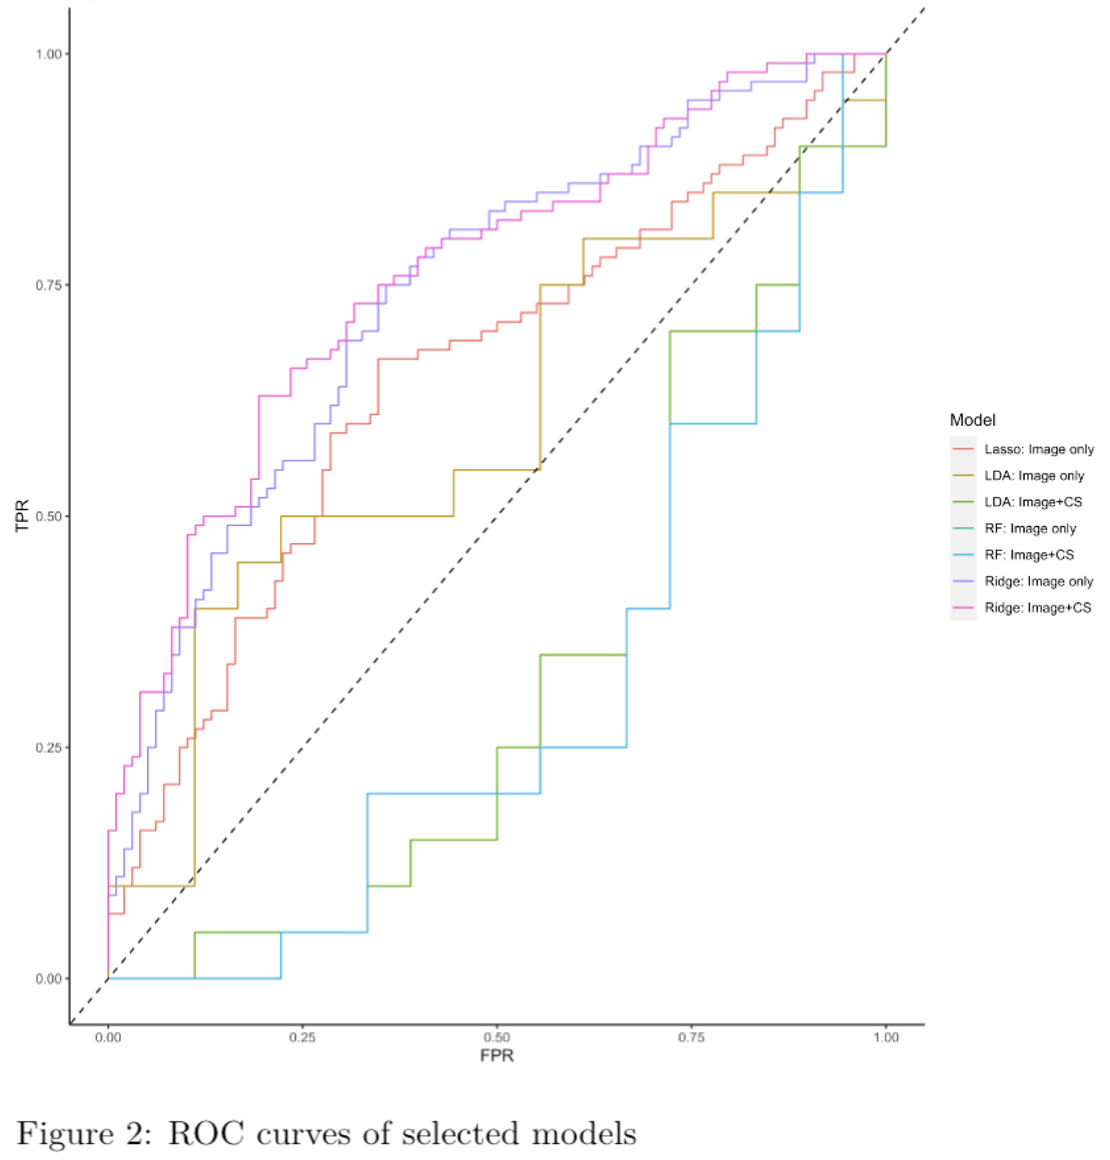 1.00
0.75
0.50
0.25
0.00
TPR
0.00 0.25 0.50 0.75 1.00
FPR
Model
Lasso: Image only
LDA: Image only
LDA: Image+CS
RF: Image only
RF: Image+CS
Ridge: Image only
Ridge: Image+CS
Figure 2: ROC curves of selected models